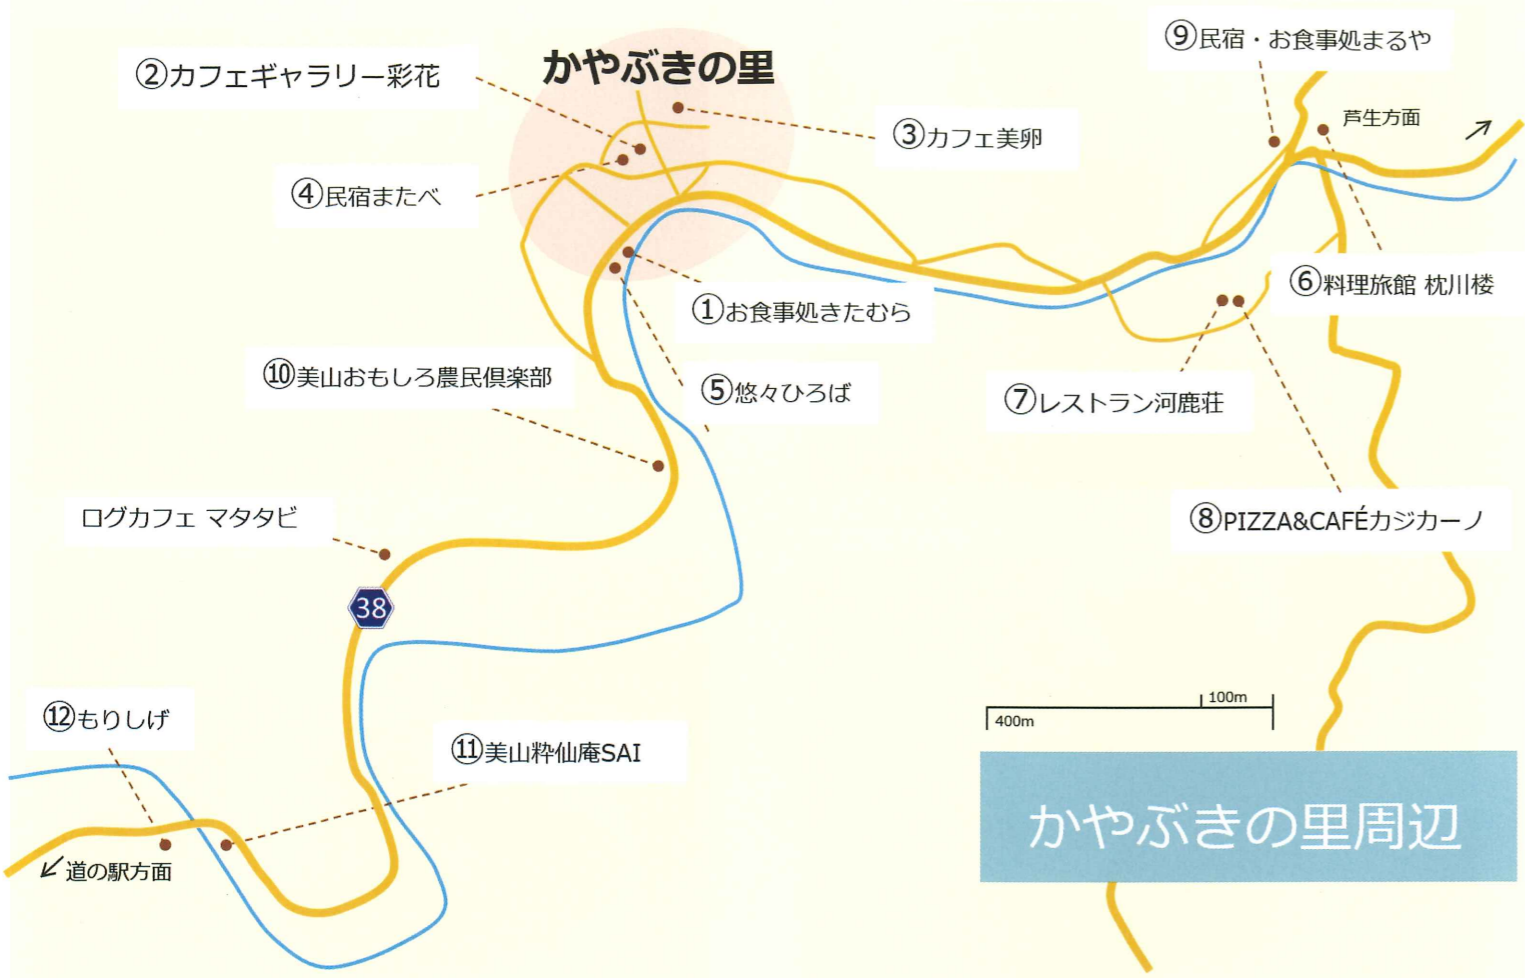 ⑨民宿・お食事処まるや
かやぶきの里
②カフェギャラリー彩花
芦生方面
③カフェ美卵
④民宿またべ
⑥料理旅館 枕川楼
①お食事処きたむら
⑩美山おもしろ農民倶楽部
⑤悠々ひろば
⑦レストラン河鹿荘
ログカフェ マタタビ
⑧PIZZA&CAFÉカジカーノ
38
100m
400m
⑫もりしげ
⑪美山粋仙庵SAI
かやぶきの里周辺
道の駅方面